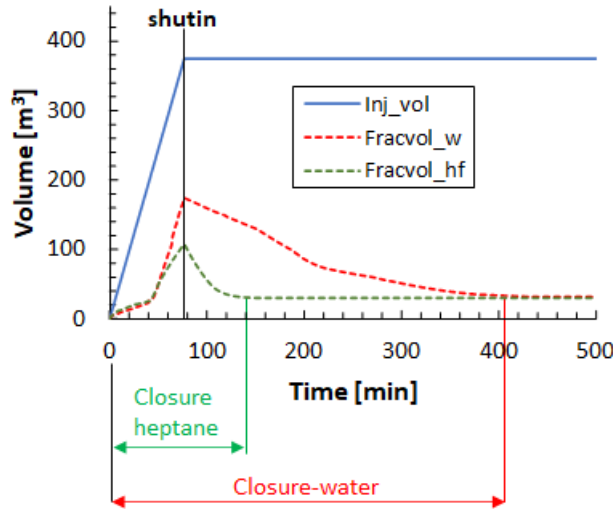 shutin
Volume [m³]
400
300
200
100
0
Inj_vol
Fracvol_w
Fracvol_hf
0 100 200 300 400 500
Time [min]
Closure
heptane
Closure-water